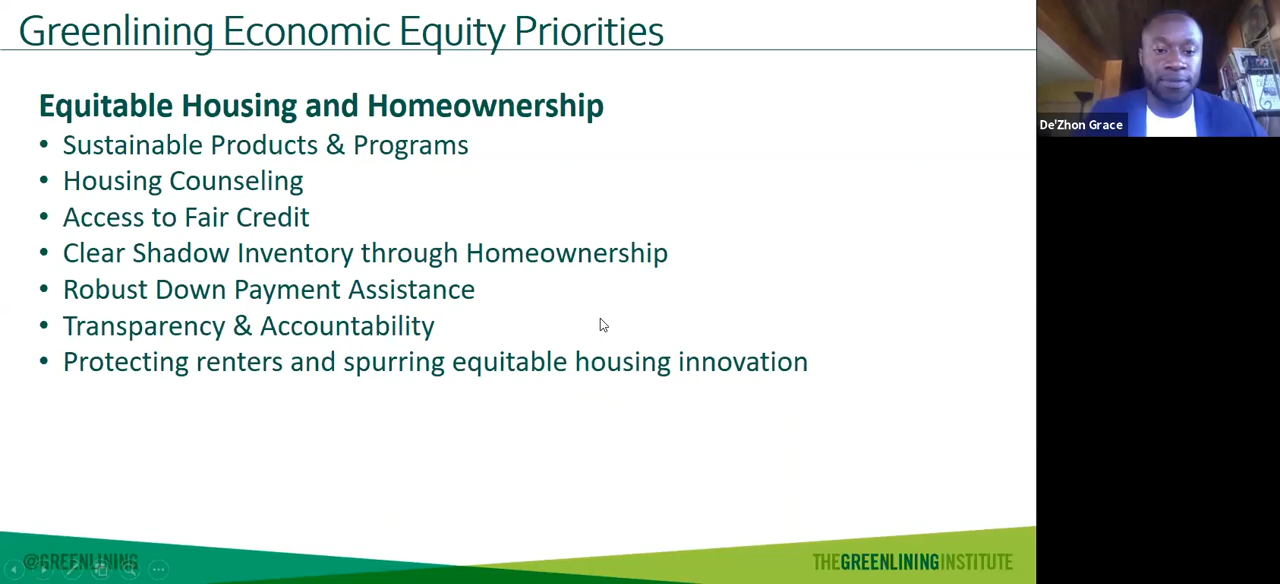 Greenlining Economic Equity Priorities
Equitable Housing and Homeownership
• Sustainable Products & Programs
• Housing Counseling
• Access to Fair Credit
• Clear Shadow Inventory through Homeownership
• Robust Down Payment Assistance
• Transparency & Accountability
• Protecting renters and spurring equitable housing innovation
@GREENLINING
THEGREENLININGINSTITUTE
De'Zhon Grace